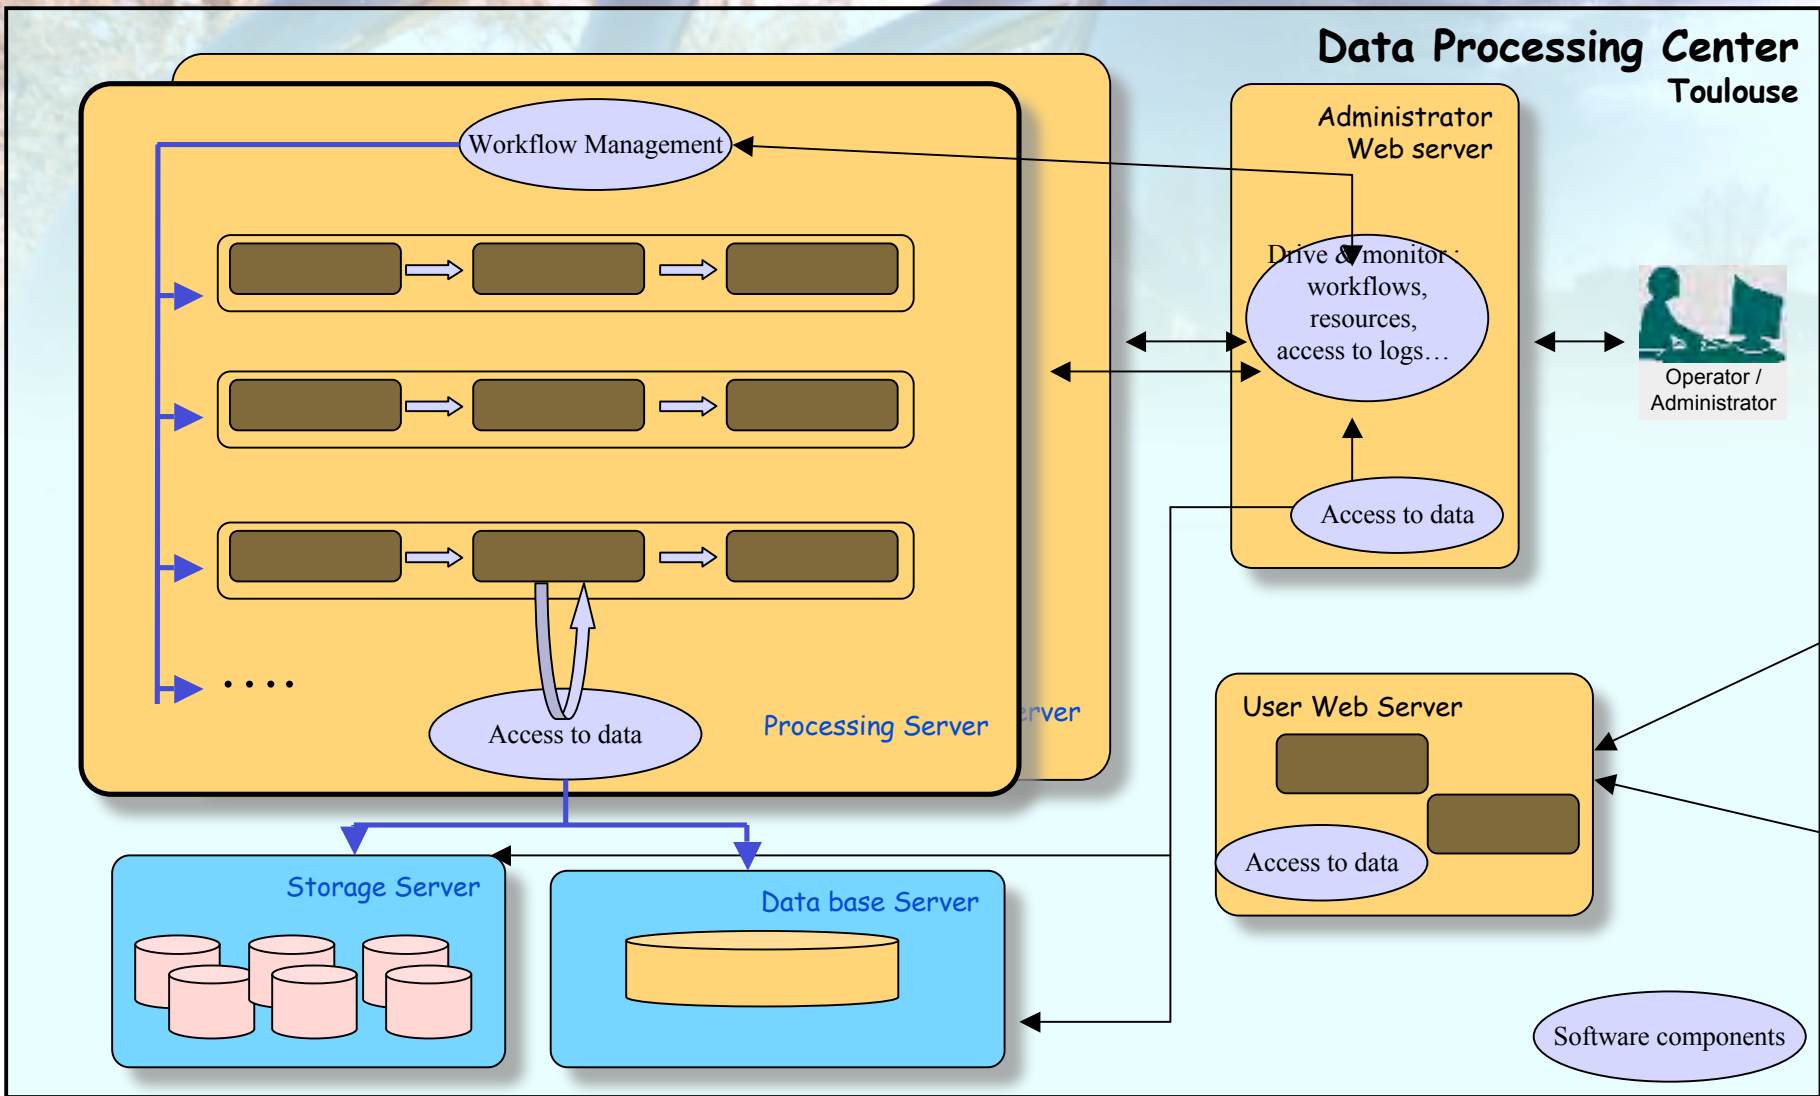 Data Processing Center
Toulouse
Administrator
Web server
Workflow Management
Drive & monitor :
workflows,
resources,
access to logs…
Operator /
Administrator
Access to data
. . . .
Access to data
Processing Server
erver
User Web Server
Access to data
Storage Server
Data base Server
Software components